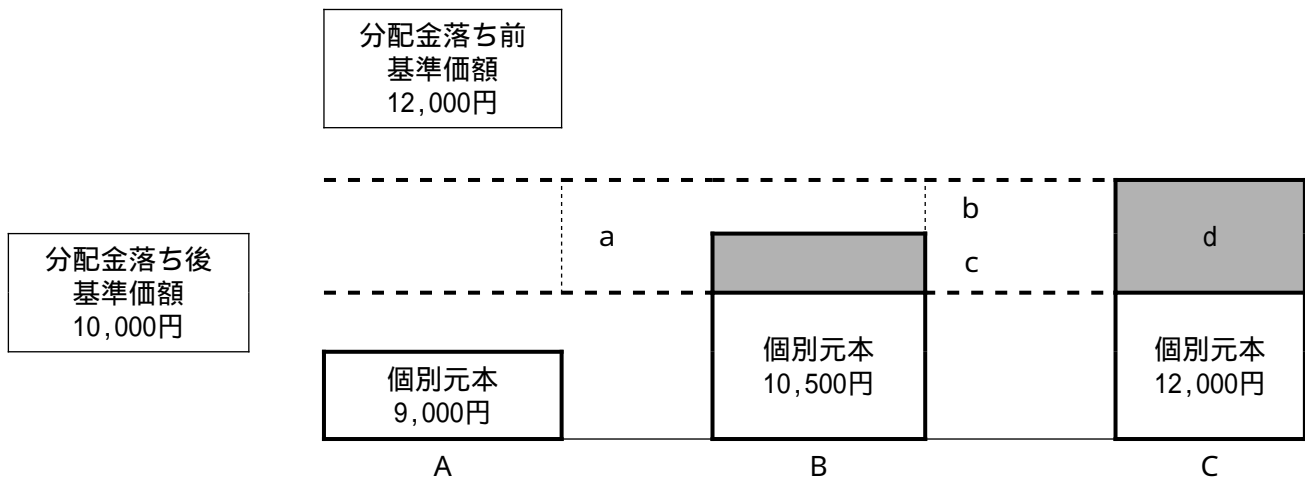 分配金落ち前
基準価額
12,000円
b
a
d
c
分配金落ち後
基準価額
10,000円
個別元本
10,500円
個別元本
12,000円
個別元本
9,000円
A
B
C